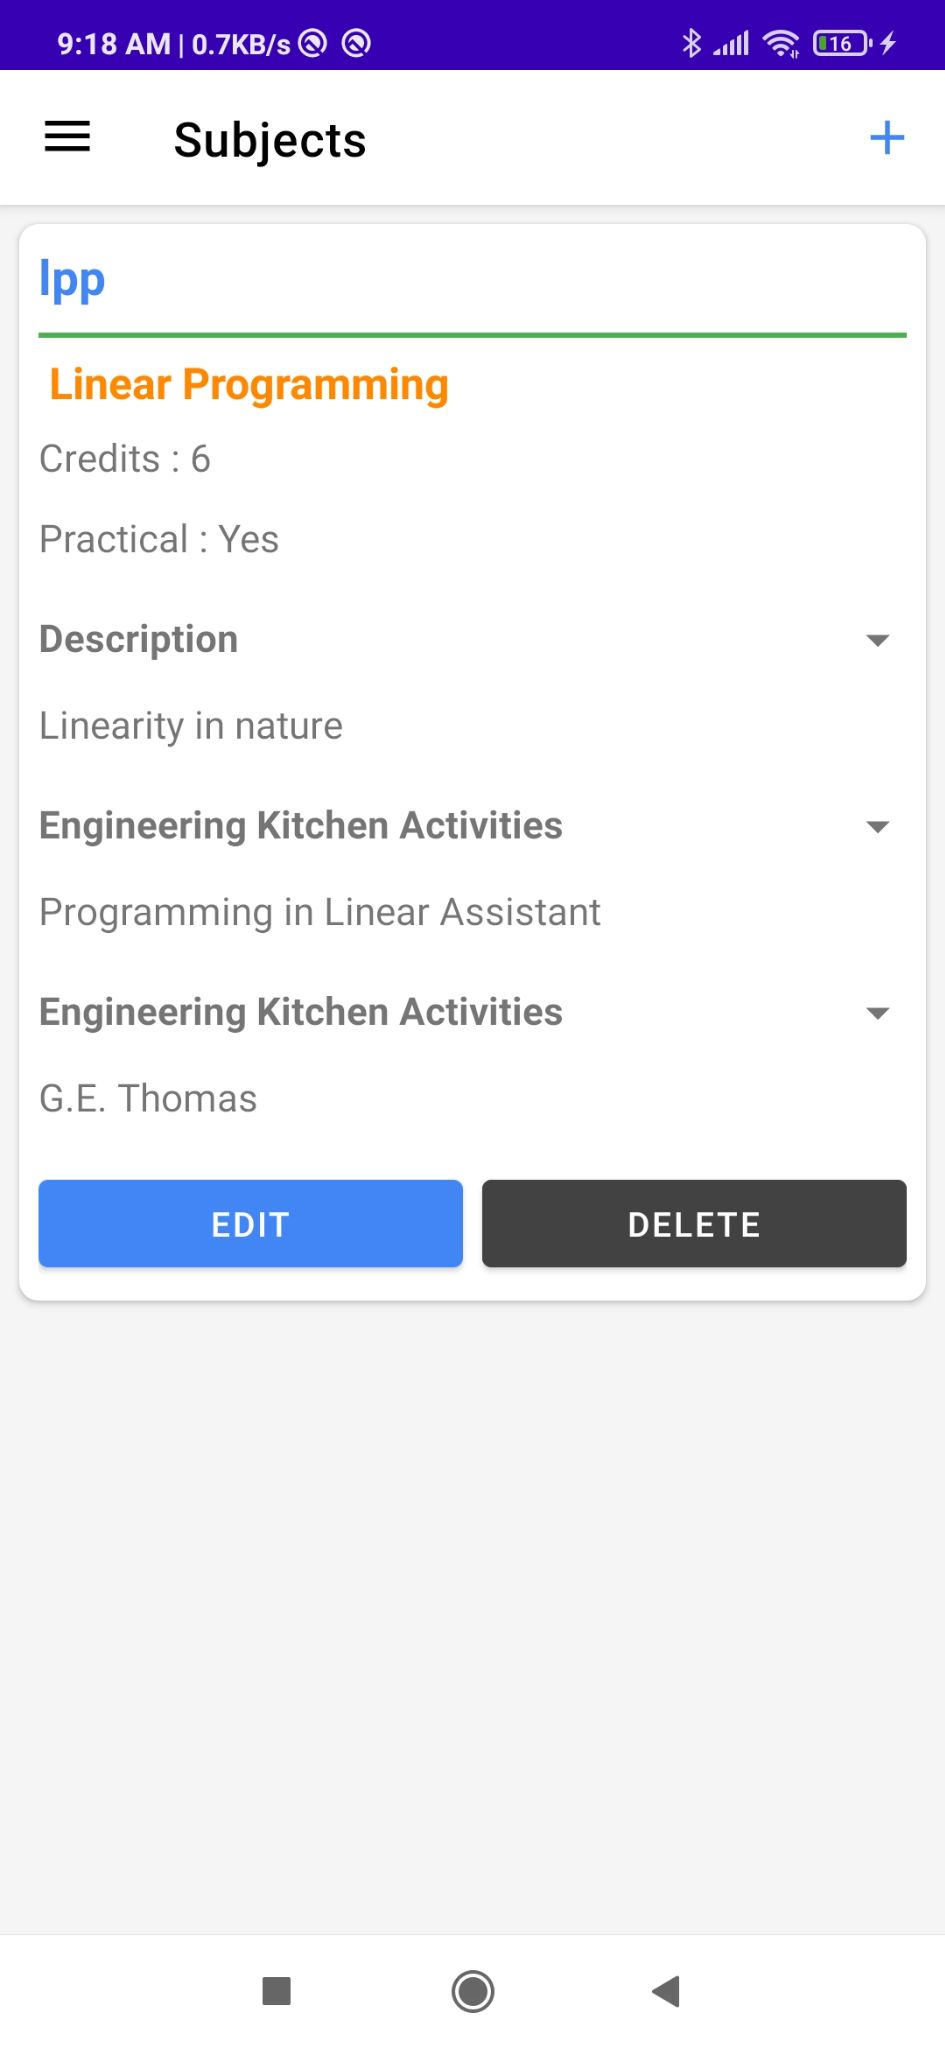 9:18 AM | 0.7KB/s 16
Subjects
lpp
Linear Programming
Credits : 6
Practical : Yes
Description
Linearity in nature
Engineering Kitchen Activities
Programming in Linear Assistant
Engineering Kitchen Activities
G.E. Thomas
EDIT DELETE